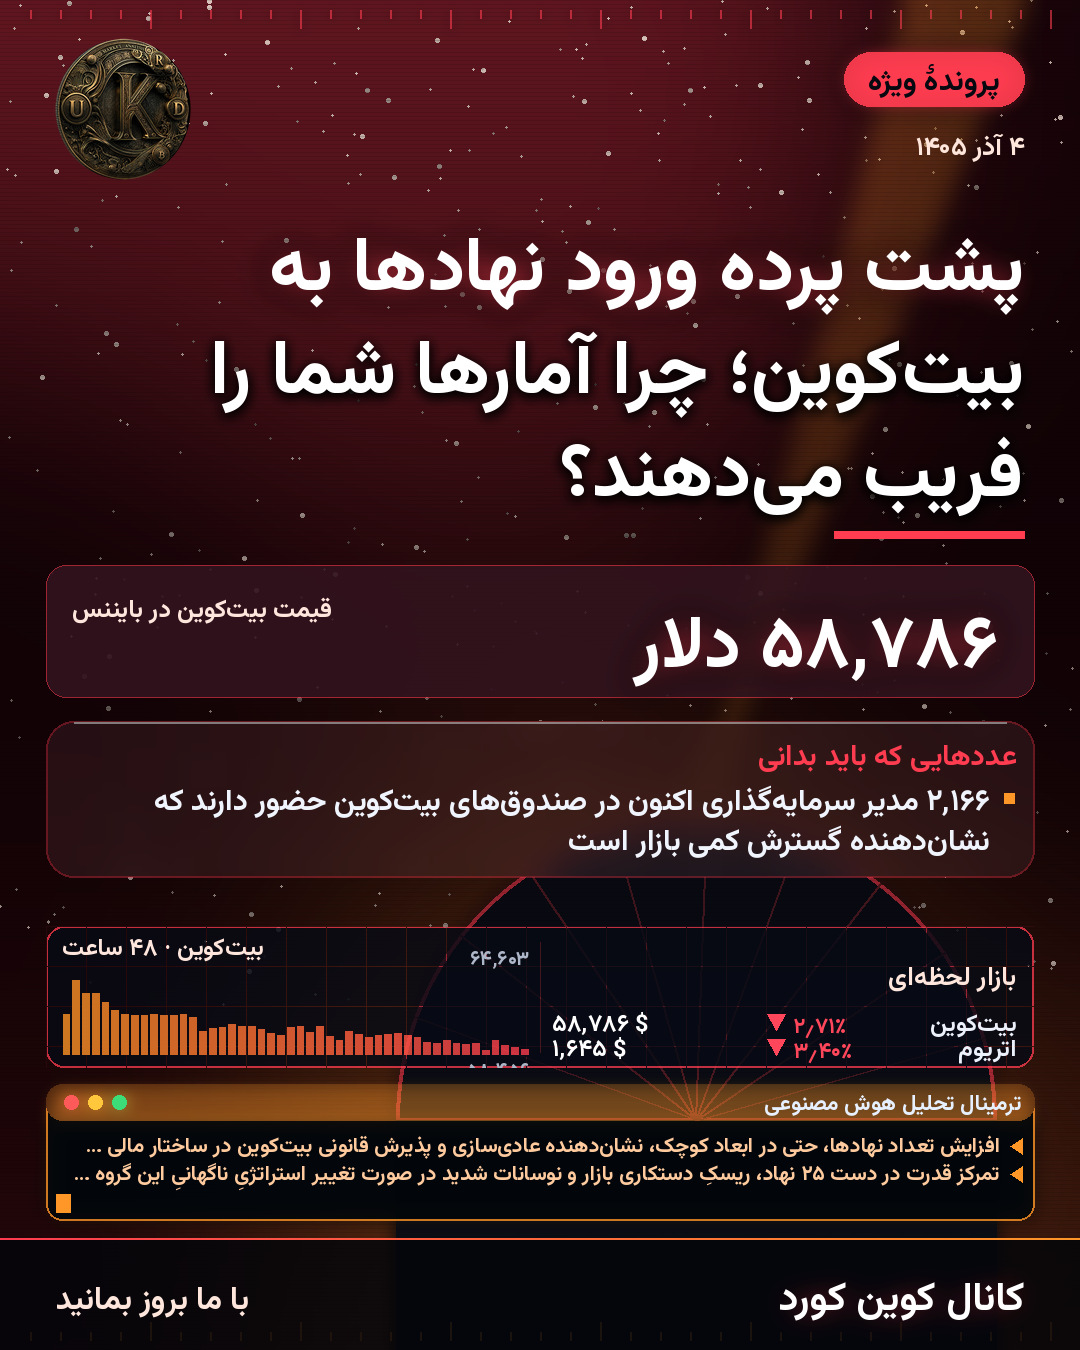 پروندهٔ ویژه
۴ آذر ۱۴۰۵
پشت پرده ورود نهادها به
بیت‌کوین؛ چرا آمارها شما را
فریب می‌دهند؟
۵۸,۷۸۶ دلار
قیمت بیت‌کوین در بایننس
عددهایی که باید بدانی
۲,۱۶۶ مدیر سرمایه‌گذاری اکنون در صندوق‌های بیت‌کوین حضور دارند که
نشان‌دهنده گسترش کمی بازار است
بازار لحظه‌ای
بیت‌کوین ۲٫۷۱٪ ۵۸,۷۸۶ $
اتریوم ۳٫۴۰٪ ۱,۶۴۵ $
بیت‌کوین · ۴۸ ساعت
۶۴,۶۰۳
ترمینال تحلیل هوش مصنوعی
افزایش تعداد نهادها، حتی در ابعاد کوچک، نشان‌دهنده عادی‌سازی و پذیرش قانونی بیت‌کوین در ساختار مالی ...
تمرکز قدرت در دست ۲۵ نهاد، ریسکِ دستکاری بازار و نوسانات شدید در صورت تغییر استراتژیِ ناگهانیِ این گروه ...
کانال کوین کورد
با ما بروز بمانید
K
U
R
D